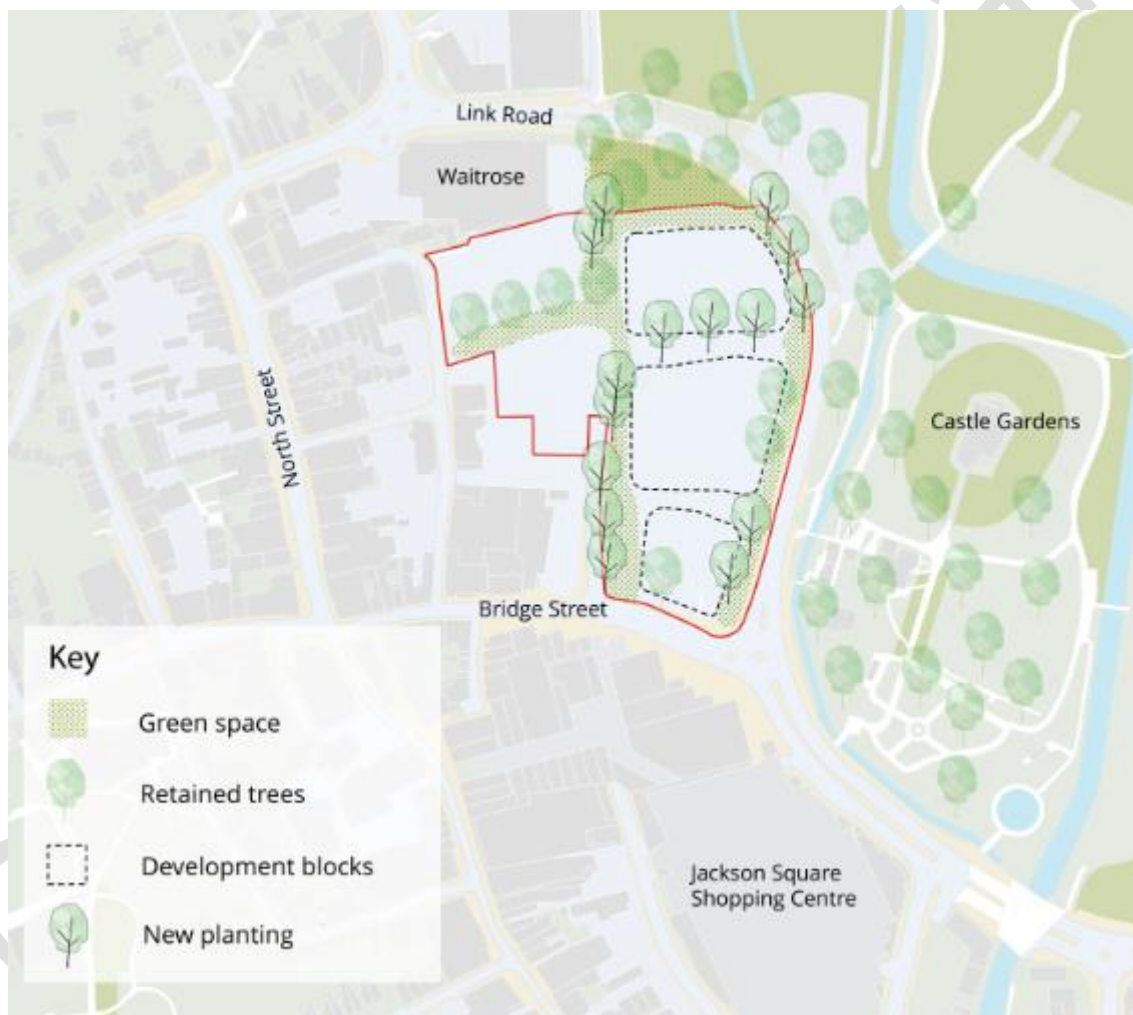 Link Road
Waitrose
North Street
Castle Gardens
Bridge Street
Key
Green space
Retained trees
Development blocks
New planting
Jackson Square
Shopping Centre